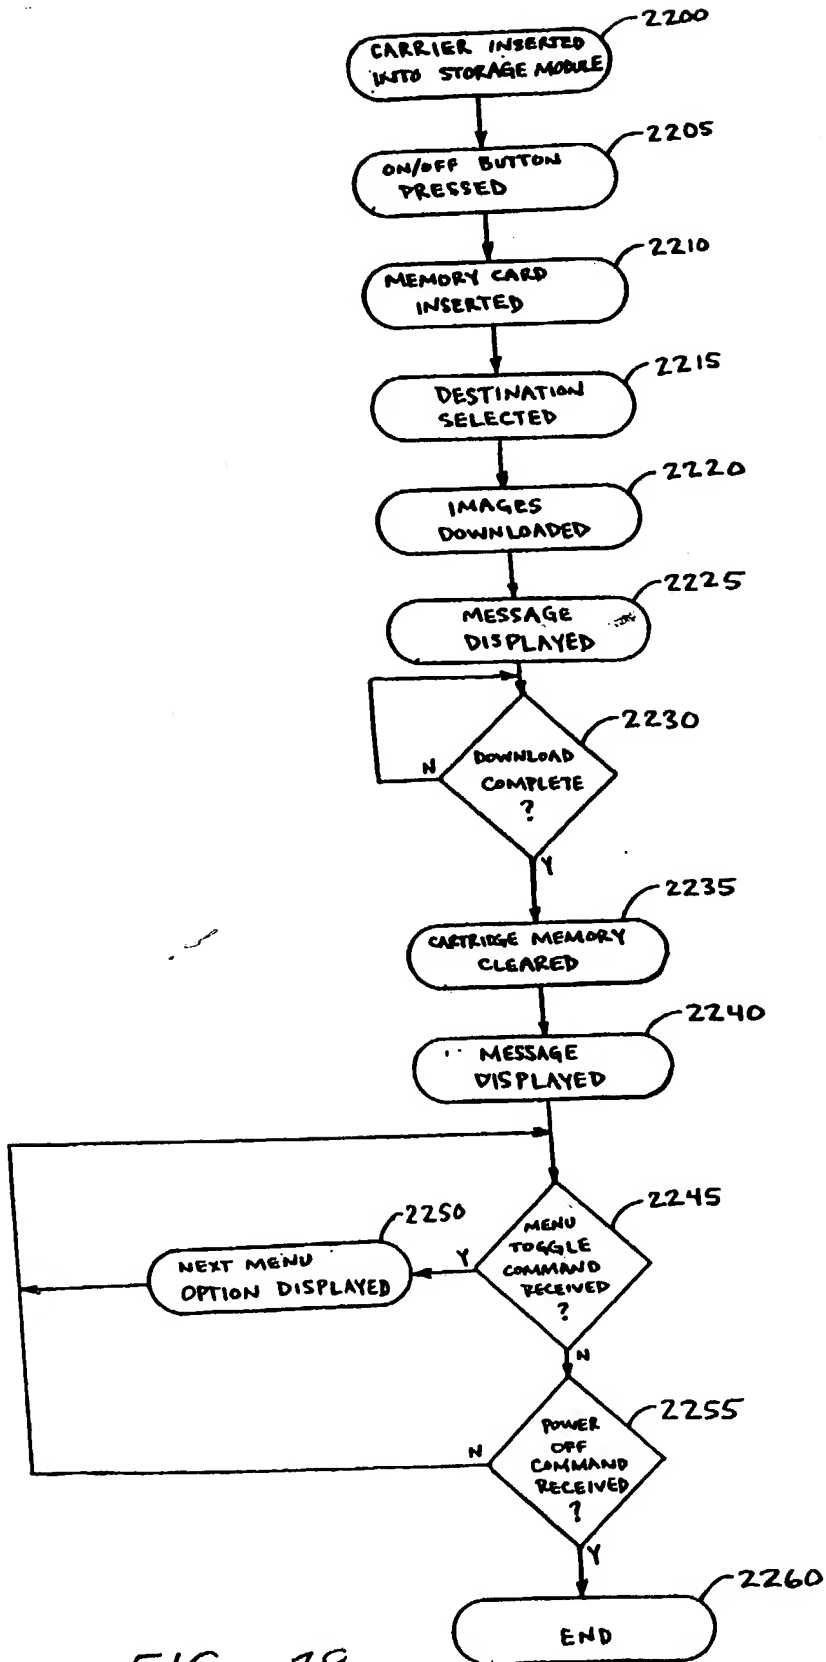 2200
CARRIER INSERTED
INTO STORAGE MODULE
2205
ON/OFF BUTTON
PRESSED
2210
MEMORY CARD
INSERTED
2215
DESTINATION
SELECTED
2220
IMAGES
DOWNLOADED
2225
MESSAGE
DISPLAYED
2230
DOWNLOAD
COMPLETE
?
N
Y
2235
CARTRIDGE MEMORY
CLEARED
2240
MESSAGE
DISPLAYED
2245
MENU
TOGGLE
COMMAND
RECEIVED
?
Y
2250
NEXT MENU
OPTION DISPLAYED
N
2255
POWER
OFF
COMMAND
RECEIVED
?
N
Y
2260
END